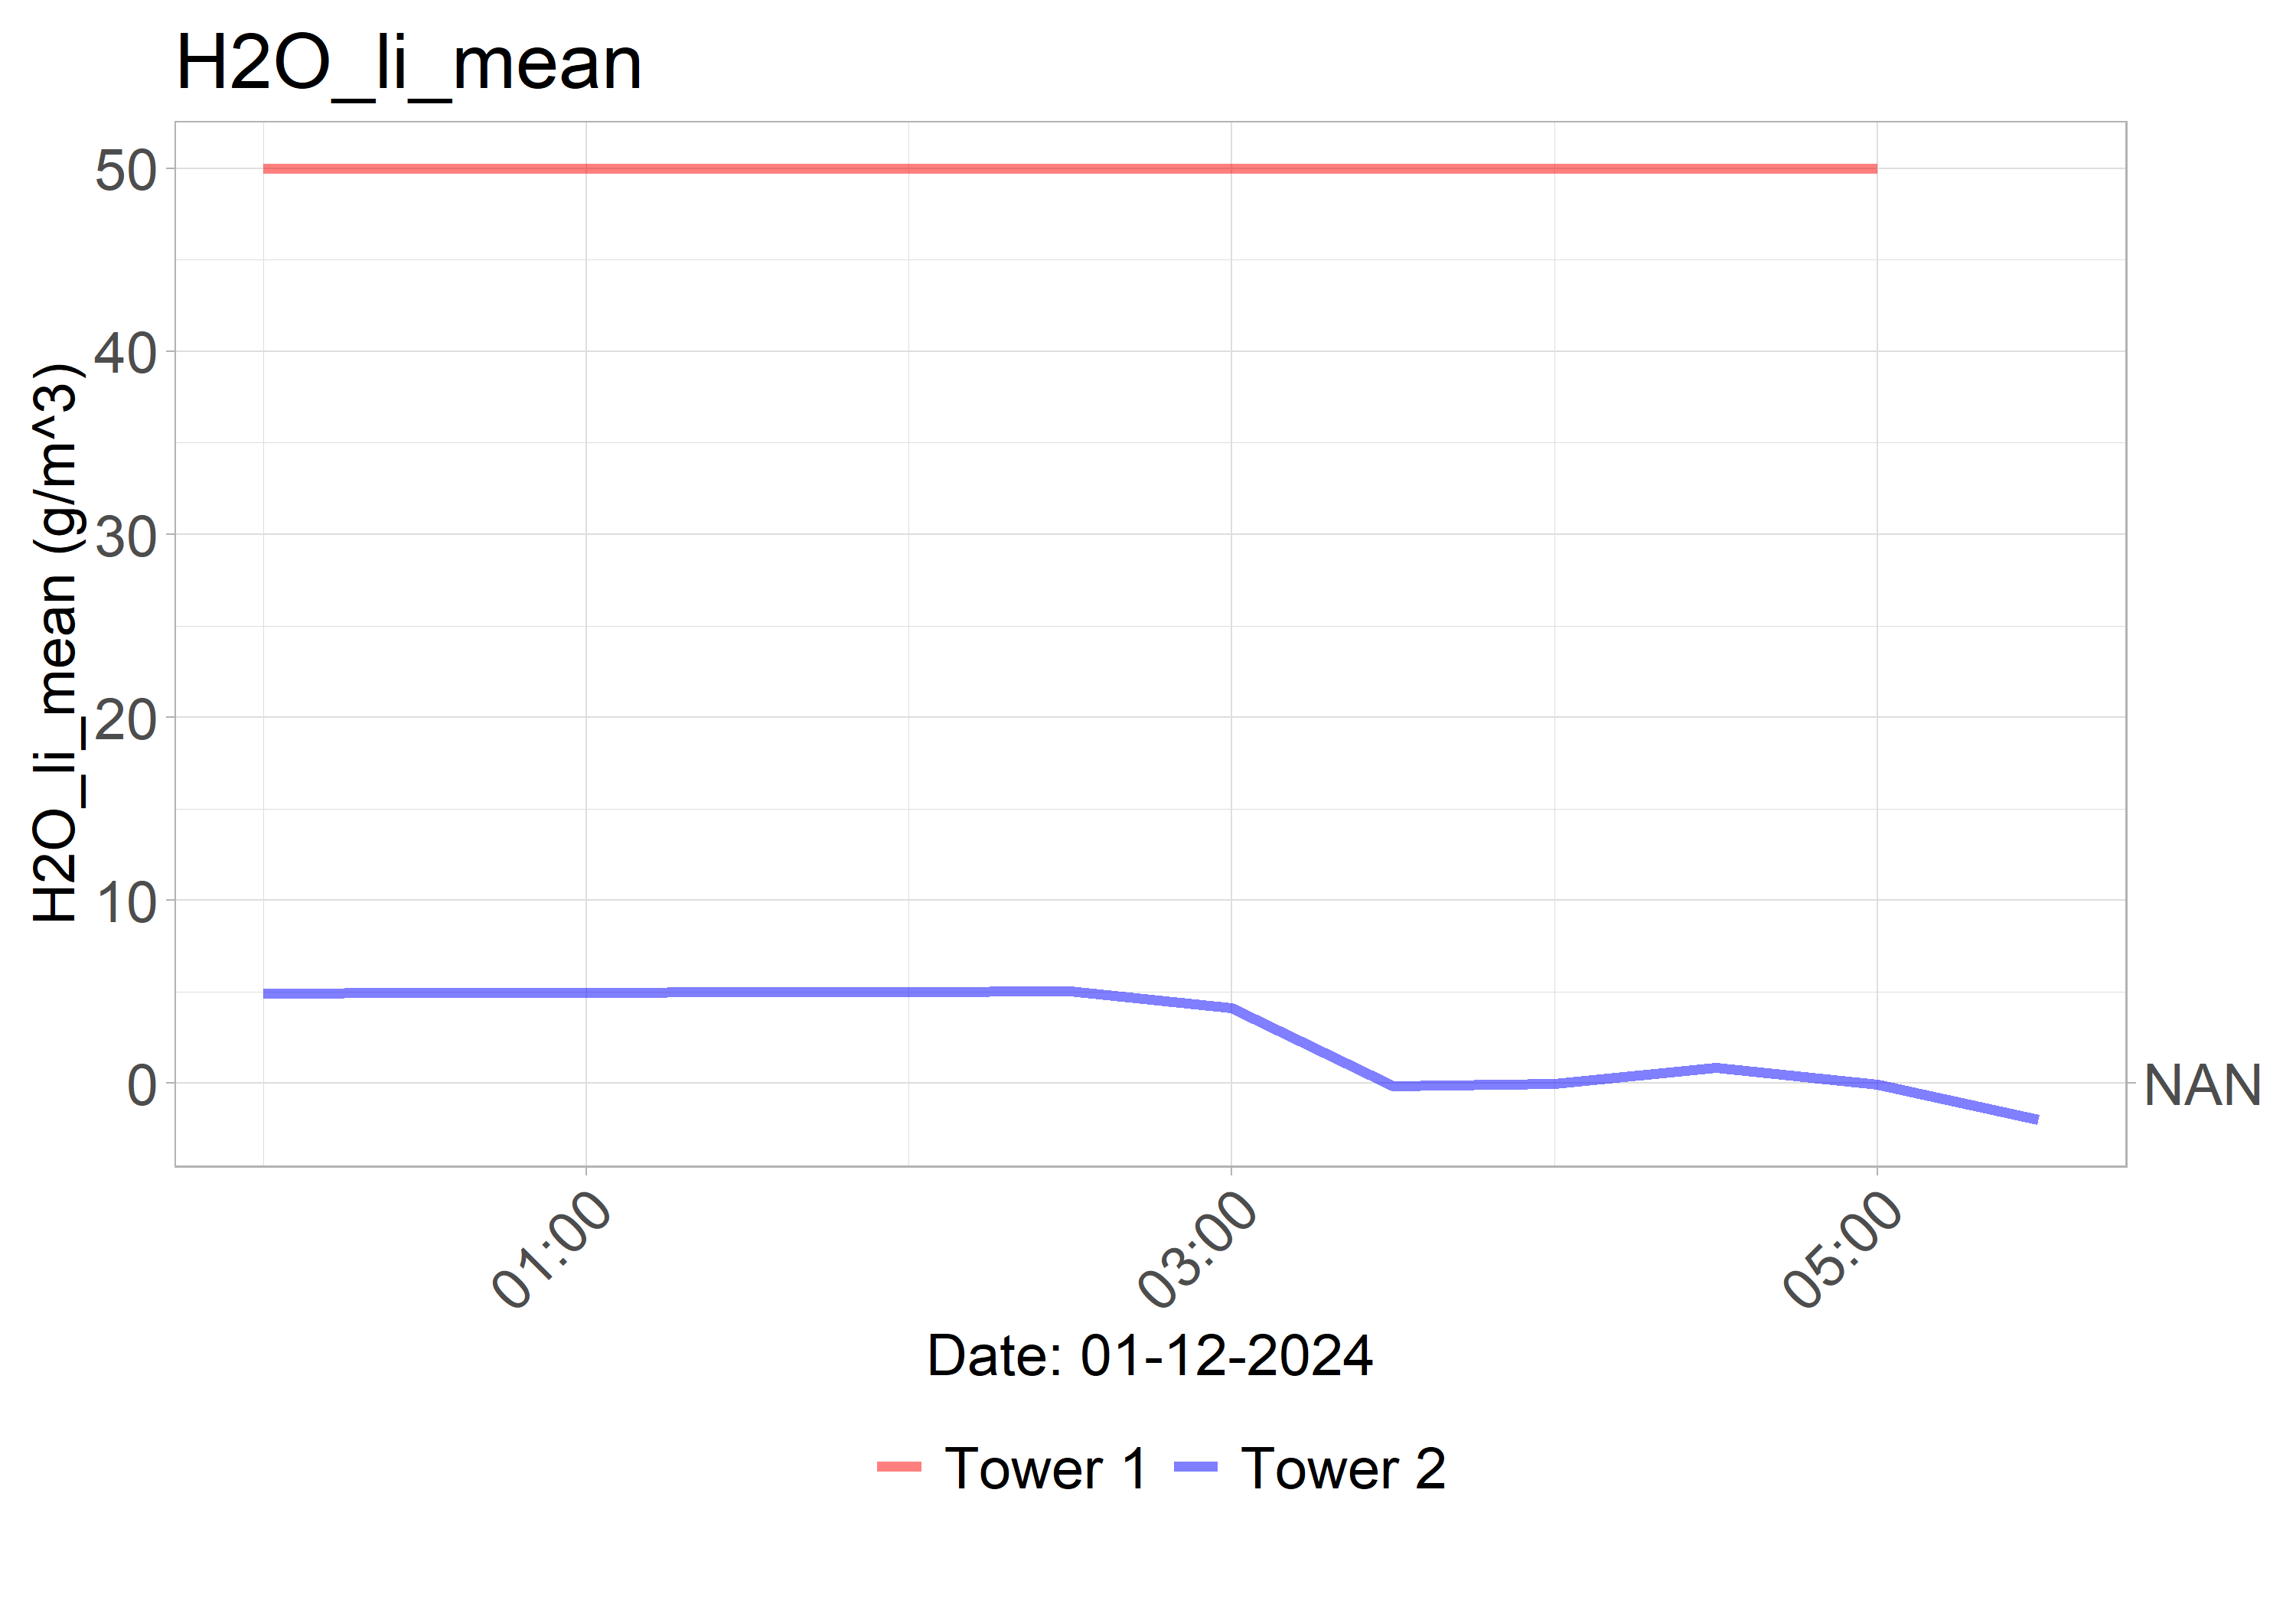 H2O_li_mean
H2O_li_mean (g/m^3)
50
40
30
20
10
0
NAN
01:00
03:00
05:00
Date: 01-12-2024
Tower 1
Tower 2